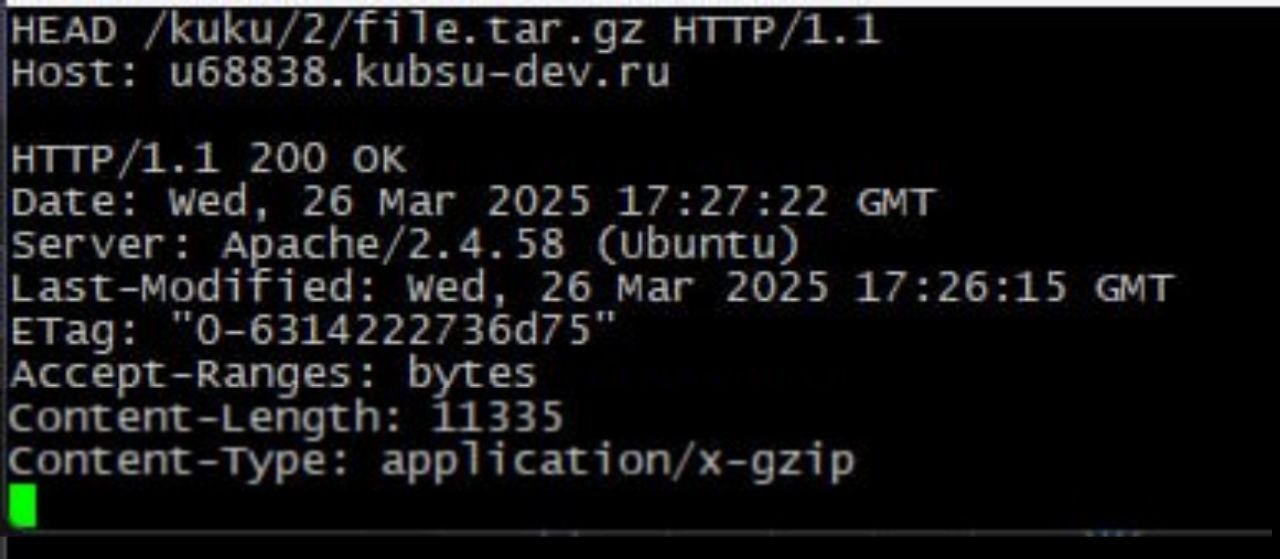 HEAD /kuku/2/file.tar.gz HTTP/1.1
Host: u68838.kubsu-dev.ru
HTTP/1.1 200 OK
Date: Wed, 26 Mar 2025 17:27:22 GMT
Server: Apache/2.4.58 (Ubuntu)
Last-Modified: Wed, 26 Mar 2025 17:26:15 GMT
ETag: "0-6314222736d75"
Accept-Ranges: bytes
Content-Length: 11335
Content-Type: application/x-gzip